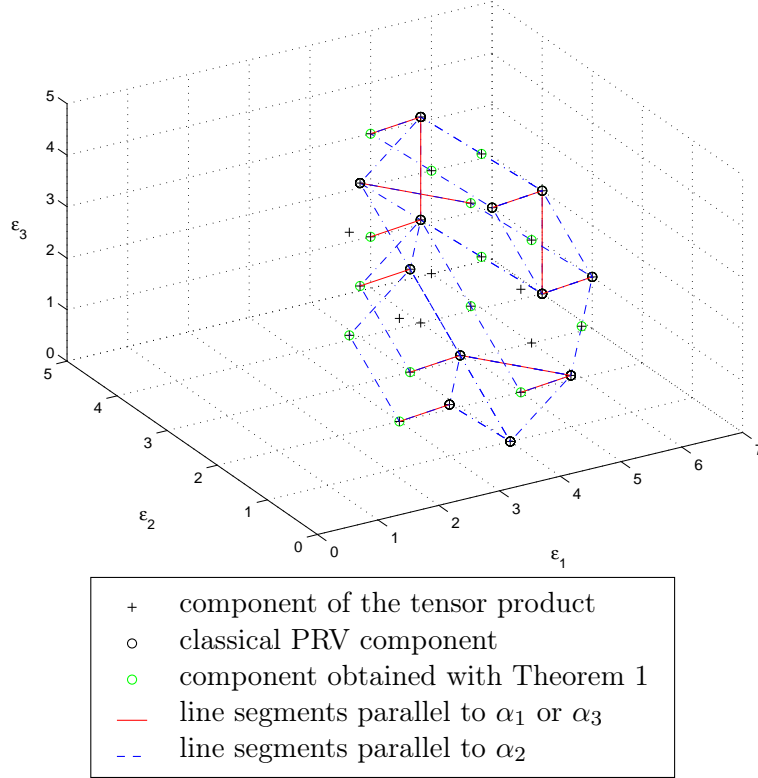 5
4
3
2
1
0
ε₃
5
4
3
2
1
0
ε₂
0
1
2
3
4
5
6
7
ε₁
component of the tensor product
classical PRV component
component obtained with Theorem 1
line segments parallel to α₁ or α₃
line segments parallel to α₂